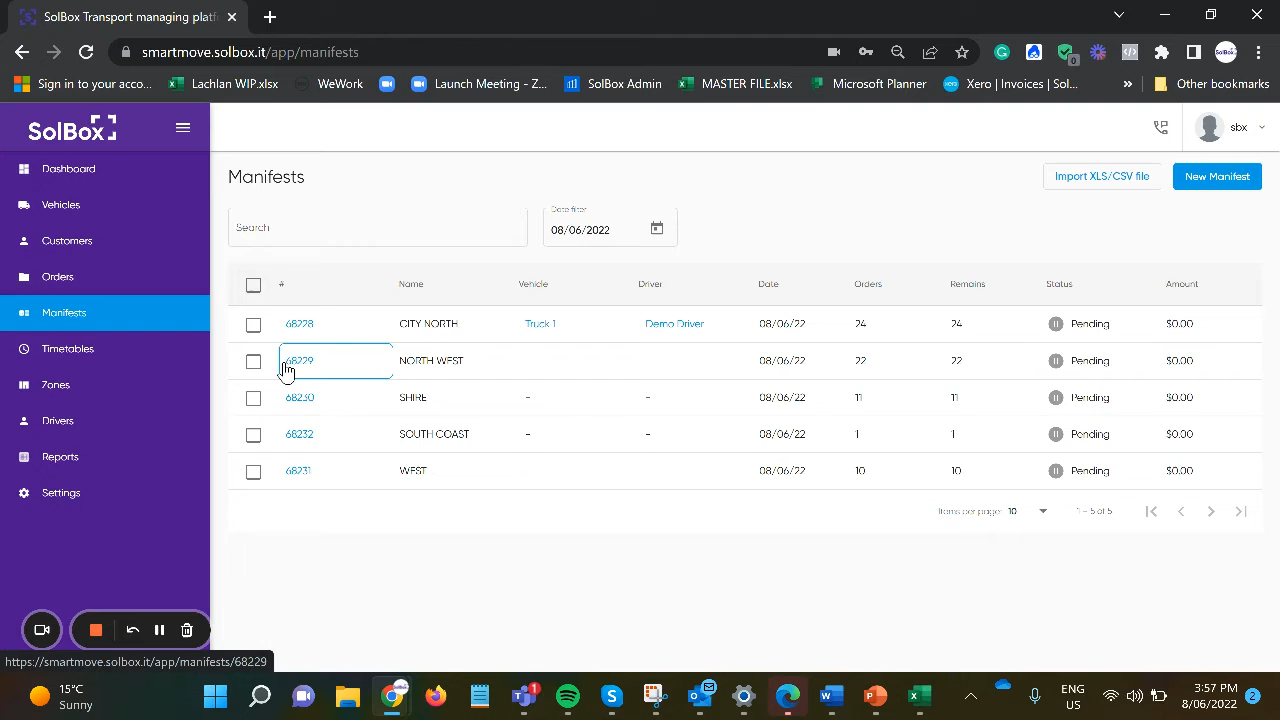 SolBox Transport managing platf
smartmove.solbox.it/app/manifests
Sign in to your acco...
Lachlan WIP.xlsx
WeWork
Launch Meeting - Z...
SolBox Admin
MASTER FILE.xlsx
Microsoft Planner
Xero | Invoices | Sol...
»
Other bookmarks
SolBox
sbx
Dashboard
Vehicles
Customers
Orders
Manifests
Timetables
Zones
Drivers
Reports
Settings
Manifests
Import XLS/CSV file
New Manifest
Search
Date filter
08/06/2022
# Name Vehicle Driver Date Orders Remains Status Amount
68228 CITY NORTH Truck 1 Demo Driver 08/06/22 24 24 Pending $0.00
68229 NORTH WEST 08/06/22 22 22 Pending $0.00
68230 SHIRE - - 08/06/22 11 11 Pending $0.00
68232 SOUTH COAST - - 08/06/22 1 1 Pending $0.00
68231 WEST 08/06/22 10 10 Pending $0.00
Items per page: 10 1 – 5 of 5
https://smartmove.solbox.it/app/manifests/68229
15°C
Sunny
1
ENG
US
3:57 PM
8/06/2022
2